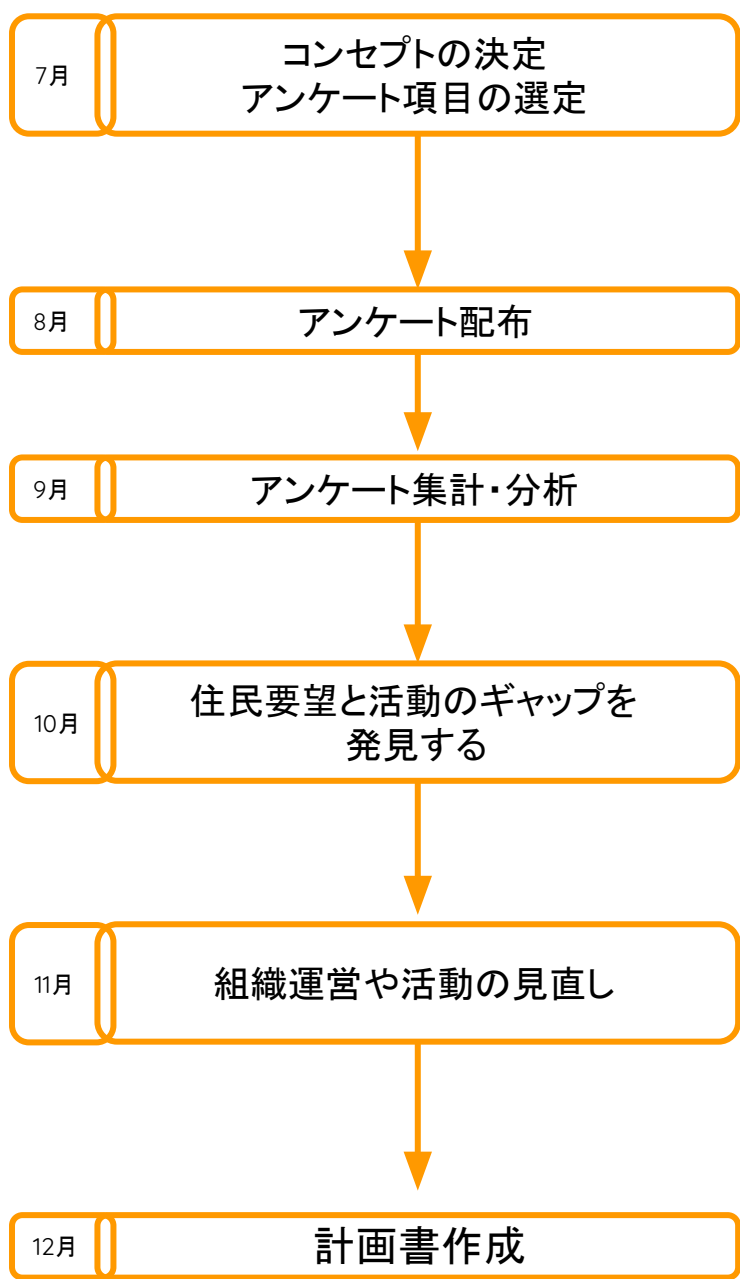 7月
コンセプトの決定
アンケート項目の選定
8月
アンケート配布
9月
アンケート集計・分析
10月
住民要望と活動のギャップを
発見する
11月
組織運営や活動の見直し
12月
計画書作成